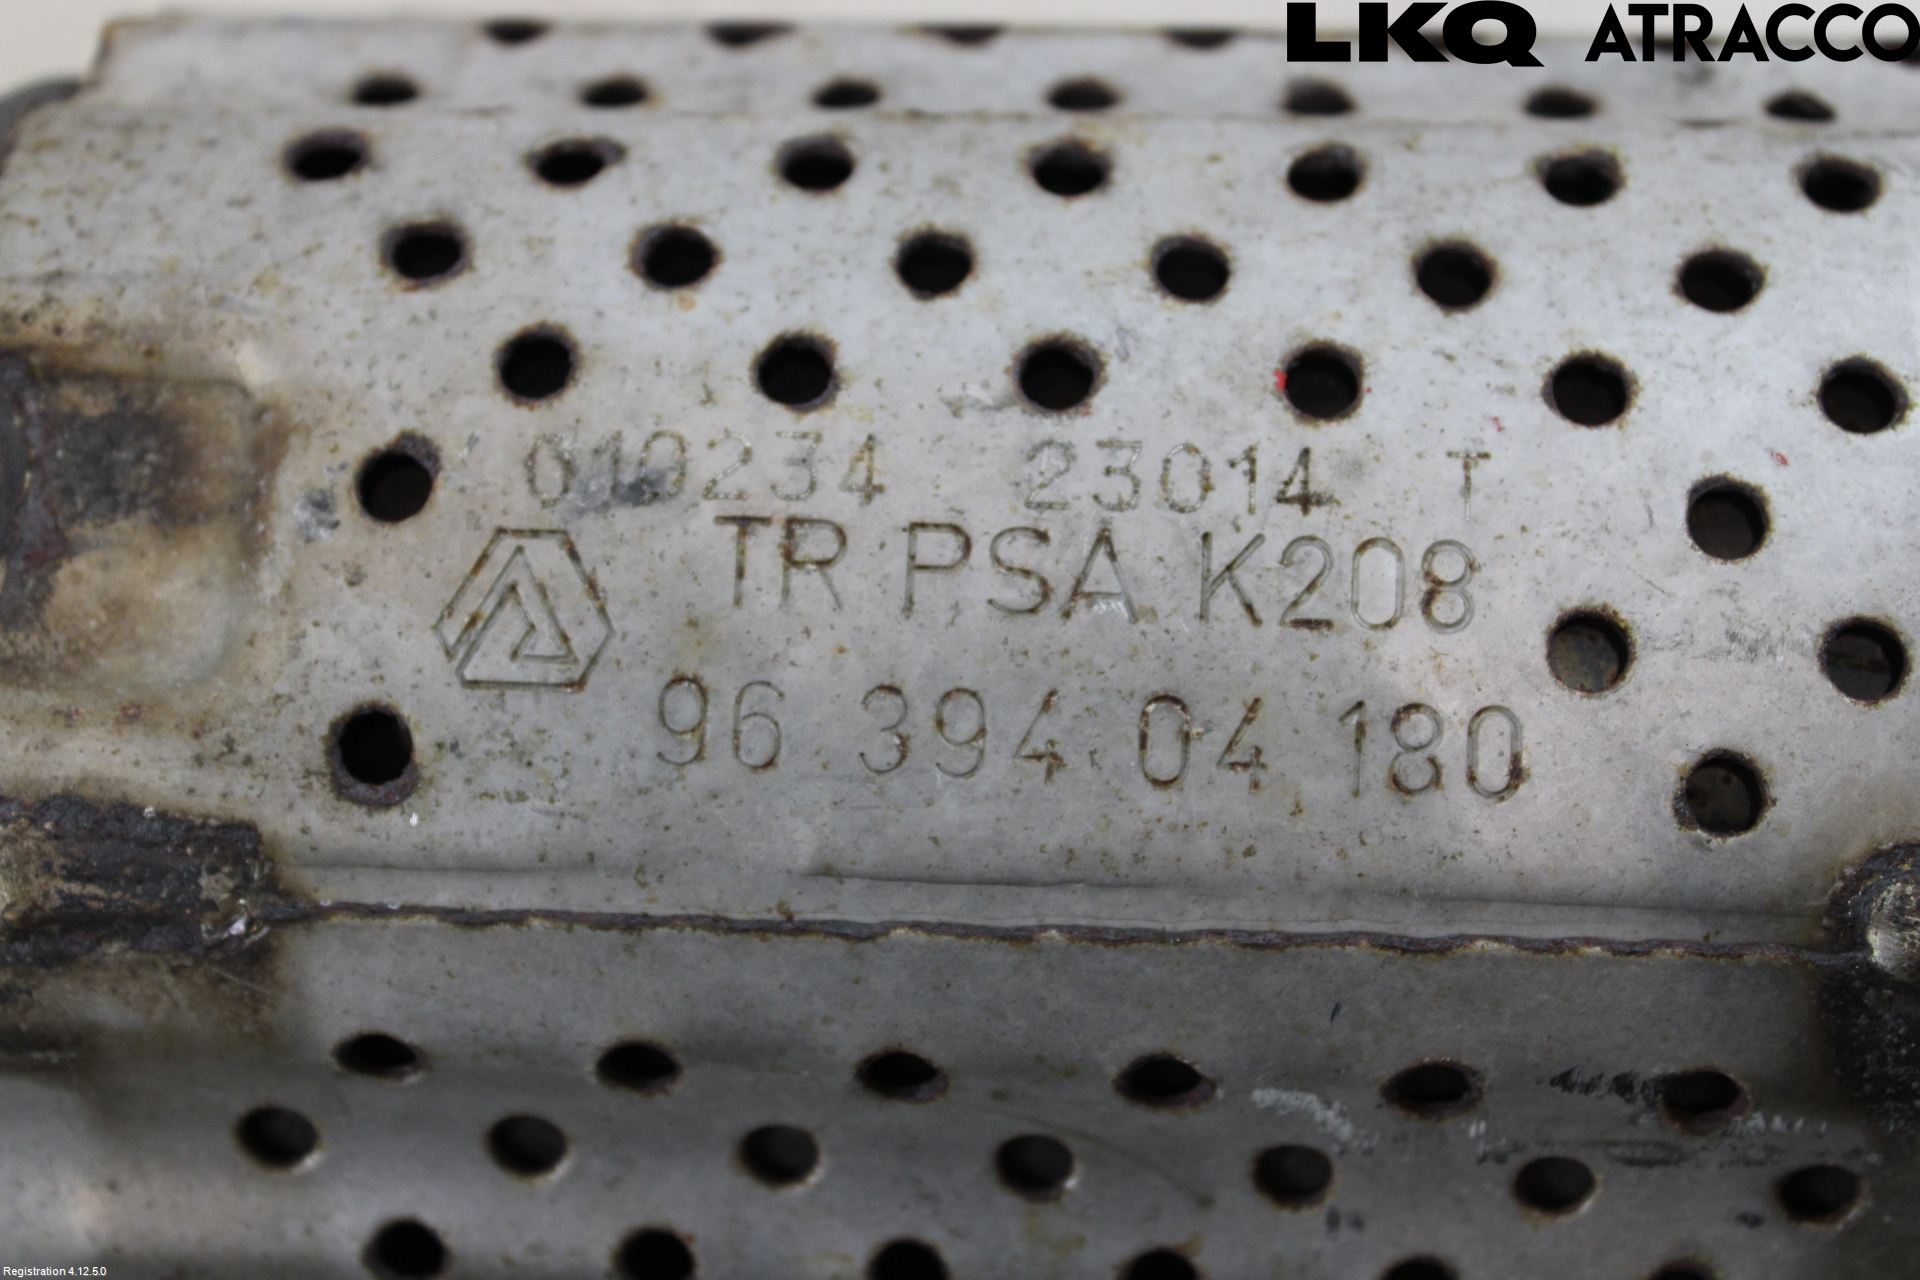 LKQ ATRACCO
010234 23014 T
TR PSA K208
96 394 04 180
Registration 4.12.5.0